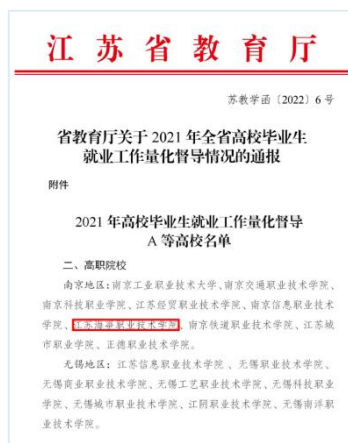 江苏省教育厅
苏教学函〔2022〕6号
省教育厅关于2021年全省高校毕业生
就业工作量化督导情况的通报
附件
2021年高校毕业生就业工作量化督导
A等高校名单
二、高职院校
南京地区：南京工业职业技术大学、南京交通职业技术学院、
南京科技职业学院、江苏经贸职业技术学院、南京信息职业技术
学院、江苏海事职业技术学院、南京铁道职业技术学院、江苏城
市职业学院、正德职业技术学院。
无锡地区：江苏信息职业技术学院、无锡职业技术学院、
无锡商业职业技术学院、无锡工艺职业技术学院、无锡科技职业
学院、无锡城市职业技术学院、江阴职业技术学院、无锡南洋职
业技术学院。